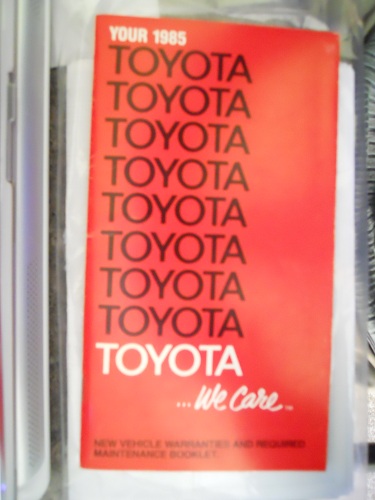 YOUR 1985
TOYOTA
TOYOTA
TOYOTA
TOYOTA
TOYOTA
TOYOTA
TOYOTA
TOYOTA
TOYOTA
...We Care™
NEW VEHICLE WARRANTIES AND REQUIRED
MAINTENANCE BOOKLET.